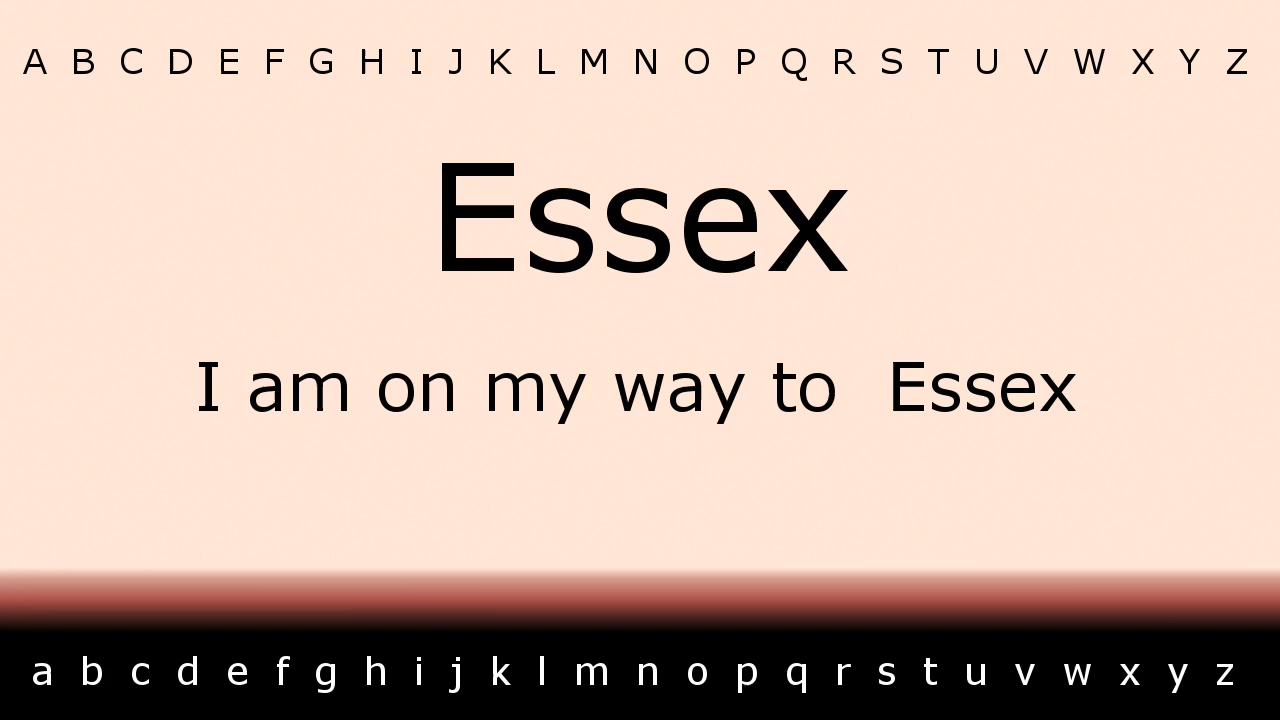 A B C D E F G H I J K L M N O P Q R S T U V W X Y Z
Essex
I am on my way to  Essex
a b c d e f g h i j k l m n o p q r s t u v w x y z